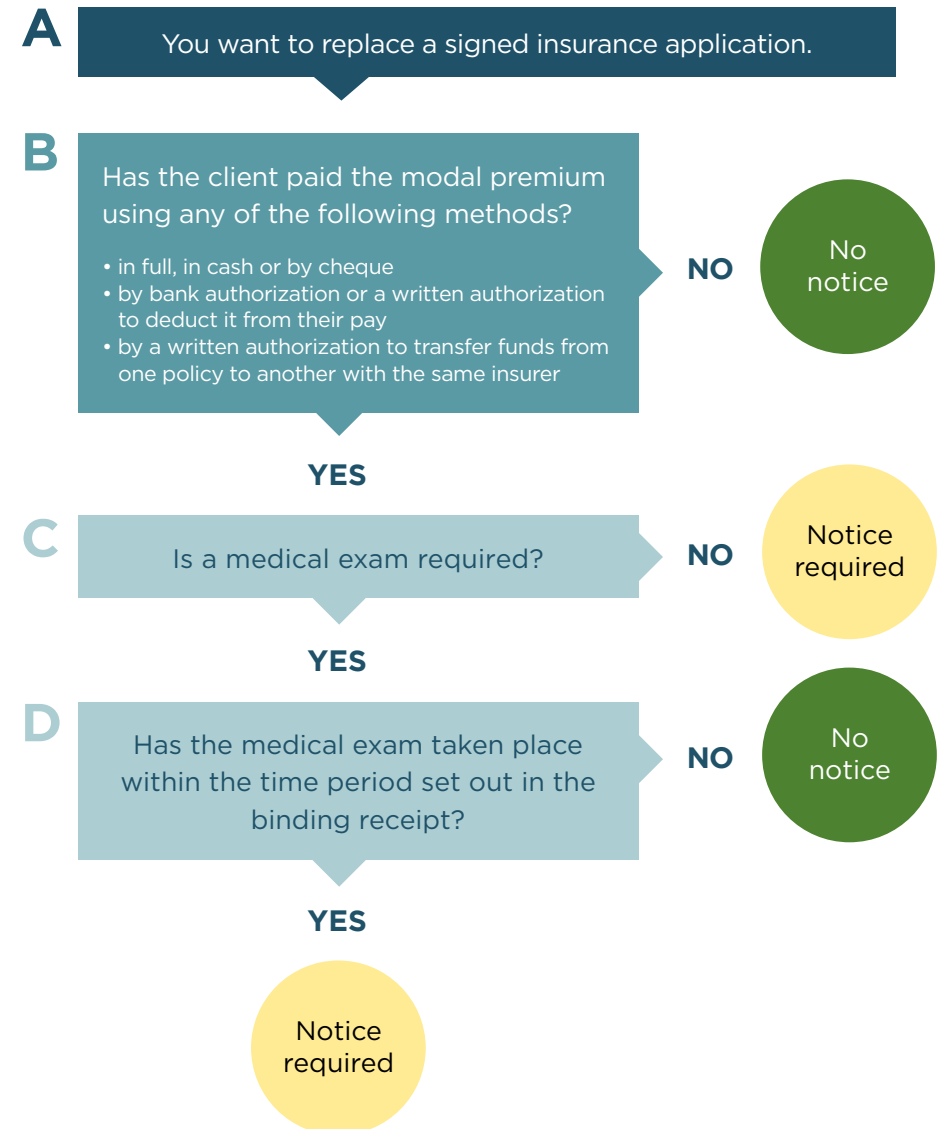 A
You want to replace a signed insurance application.
B
Has the client paid the modal premium
using any of the following methods?
• in full, in cash or by cheque
• by bank authorization or a written authorization
to deduct it from their pay
• by a written authorization to transfer funds from
one policy to another with the same insurer
NO
No
notice
YES
C
Is a medical exam required?
NO
Notice
required
YES
D
Has the medical exam taken place
within the time period set out in the
binding receipt?
NO
No
notice
YES
Notice
required